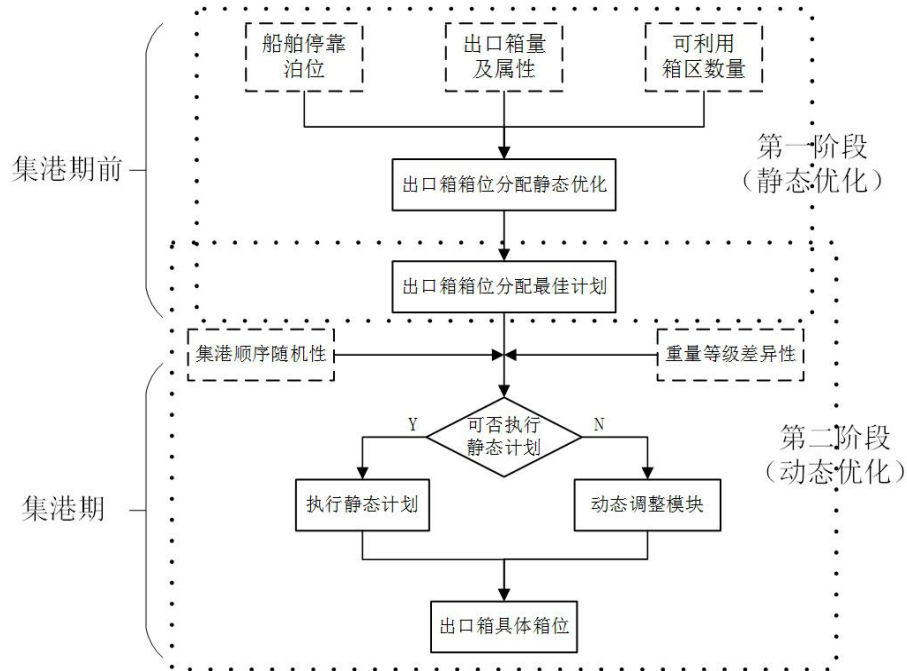 船舶停靠
泊位
出口箱量
及属性
可利用
箱区数量
集港期前
第一阶段
（静态优化）
出口箱箱位分配静态优化
出口箱箱位分配最佳计划
集港顺序随机性
重量等级差异性
可否执行
静态计划
Y
N
第二阶段
（动态优化）
集港期
执行静态计划
动态调整模块
出口箱具体箱位